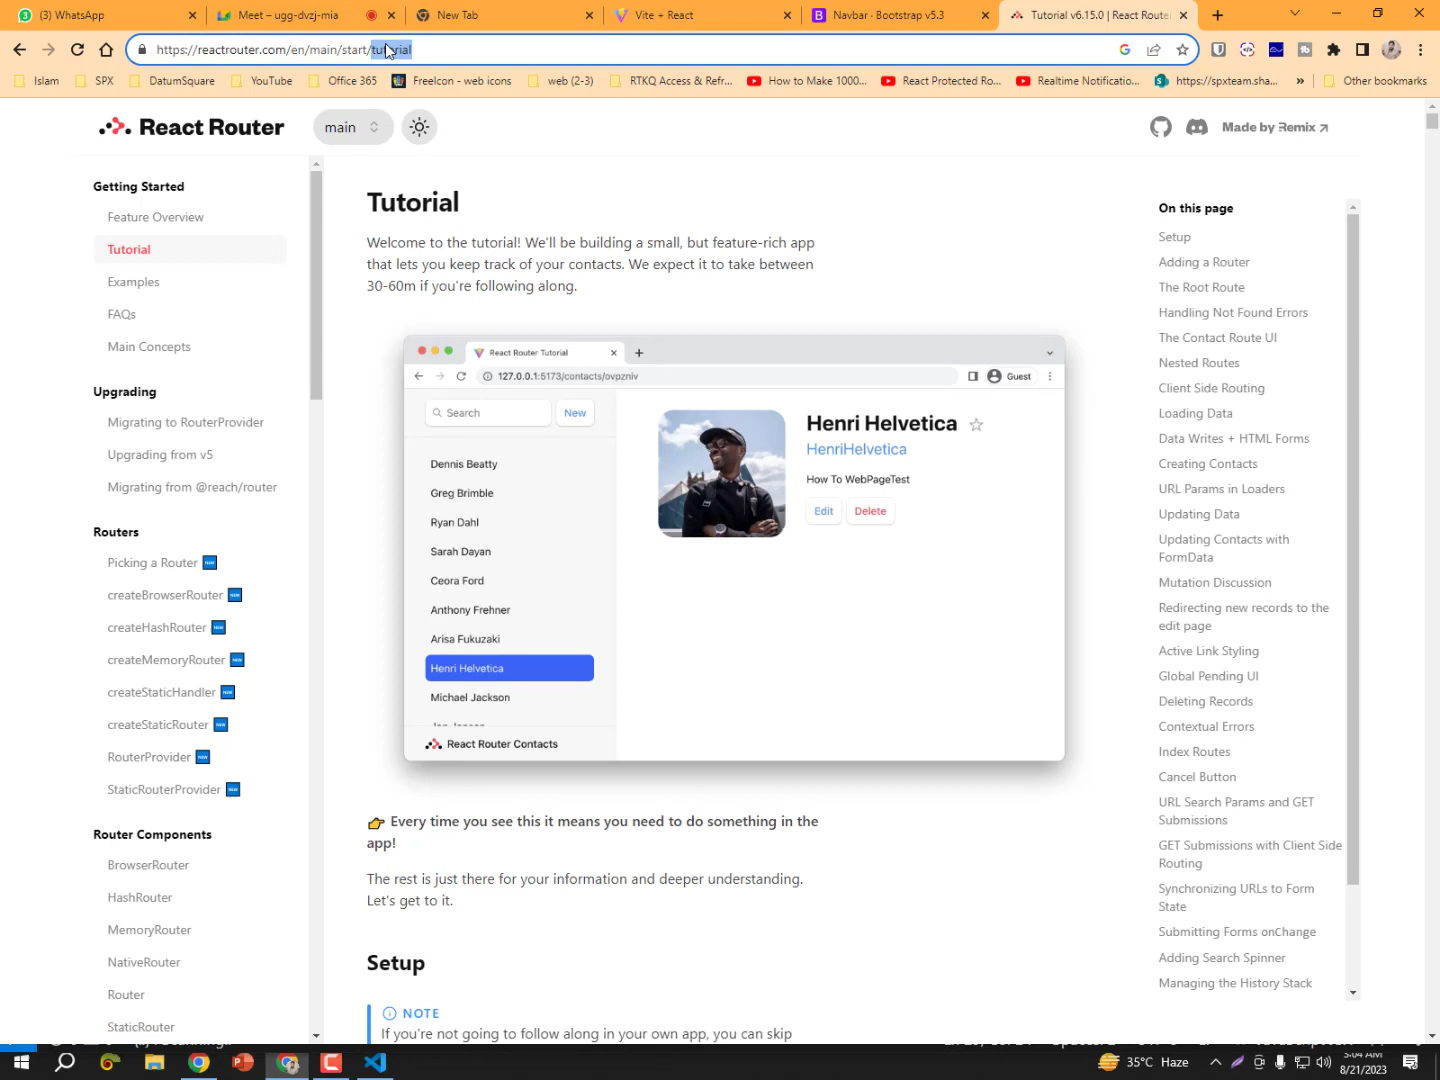 (3) WhatsApp
Meet – ugg-dvzj-mia
New Tab
Vite + React
Navbar · Bootstrap v5.3
Tutorial v6.15.0 | React Route
https://reactrouter.com/en/main/start/tutorial
Islam
SPX
DatumSquare
YouTube
Office 365
FreeIcon - web icons
web (2-3)
RTKQ Access & Refr...
How to Make 1000...
React Protected Ro...
Realtime Notificatio...
https://spxteam.sha...
»
Other bookmarks
React Router
main
Made by Remix
Getting Started
Feature Overview
Tutorial
Examples
FAQs
Main Concepts
Upgrading
Migrating to RouterProvider
Upgrading from v5
Migrating from @reach/router
Routers
Picking a Router NEW
createBrowserRouter NEW
createHashRouter NEW
createMemoryRouter NEW
createStaticHandler NEW
createStaticRouter NEW
RouterProvider NEW
StaticRouterProvider NEW
Router Components
BrowserRouter
HashRouter
MemoryRouter
NativeRouter
Router
StaticRouter
Tutorial
Welcome to the tutorial! We'll be building a small, but feature-rich app
that lets you keep track of your contacts. We expect it to take between
30-60m if you're following along.
React Router Tutorial
127.0.0.1:5173/contacts/ovpzniv
Guest
Search
New
Dennis Beatty
Greg Brimble
Ryan Dahl
Sarah Dayan
Ceora Ford
Anthony Frehner
Arisa Fukuzaki
Henri Helvetica
Michael Jackson
React Router Contacts
Henri Helvetica
HenriHelvetica
How To WebPageTest
Edit
Delete
👉 Every time you see this it means you need to do something in the
app!
The rest is just there for your information and deeper understanding.
Let's get to it.
Setup
NOTE
If you're not going to follow along in your own app, you can skip
On this page
Setup
Adding a Router
The Root Route
Handling Not Found Errors
The Contact Route UI
Nested Routes
Client Side Routing
Loading Data
Data Writes + HTML Forms
Creating Contacts
URL Params in Loaders
Updating Data
Updating Contacts with
FormData
Mutation Discussion
Redirecting new records to the
edit page
Active Link Styling
Global Pending UI
Deleting Records
Contextual Errors
Index Routes
Cancel Button
URL Search Params and GET
Submissions
GET Submissions with Client Side
Routing
Synchronizing URLs to Form
State
Submitting Forms onChange
Adding Search Spinner
Managing the History Stack
35°C Haze
8/21/2023